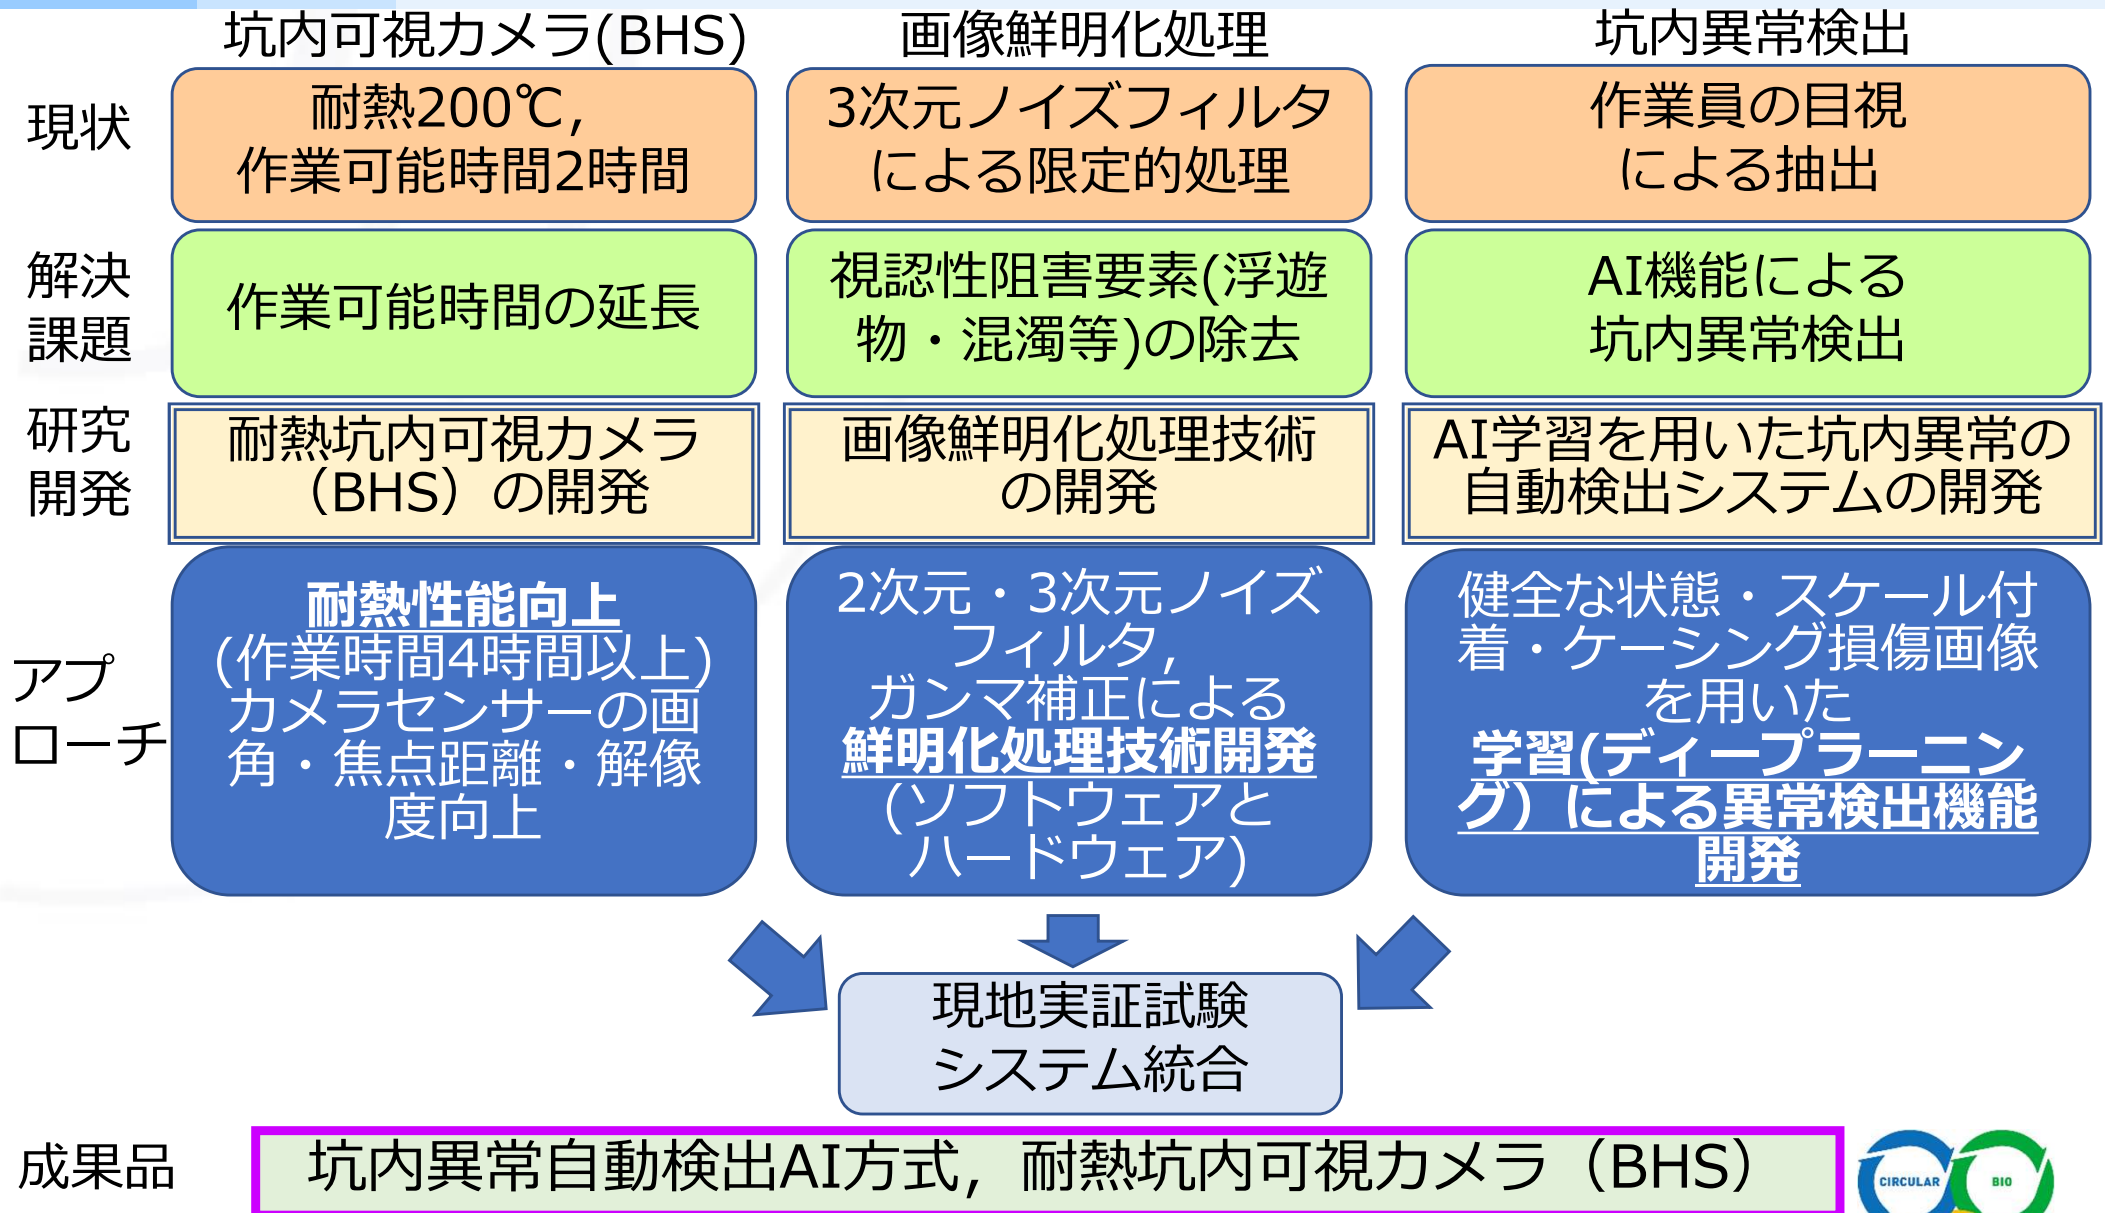 坑内可視カメラ(BHS)
画像鮮明化処理
坑内異常検出
現状
耐熱200℃,
作業可能時間2時間
3次元ノイズフィルタ
による限定的処理
作業員の目視
による抽出
解決
課題
作業可能時間の延長
視認性阻害要素(浮遊
物・混濁等)の除去
AI機能による
坑内異常検出
研究
開発
耐熱坑内可視カメラ
（BHS）の開発
画像鮮明化処理技術
の開発
AI学習を用いた坑内異常の
自動検出システムの開発
アプ
ローチ
耐熱性能向上
(作業時間4時間以上)
カメラセンサーの画
角・焦点距離・解像
度向上
2次元・3次元ノイズ
フィルタ,
ガンマ補正による
鮮明化処理技術開発
(ソフトウェアと
ハードウェア)
健全な状態・スケール付
着・ケーシング損傷画像
を用いた
学習(ディープラーニン
グ）による異常検出機能
開発
現地実証試験
システム統合
成果品
坑内異常自動検出AI方式，耐熱坑内可視カメラ（BHS）
CIRCULAR
BIO